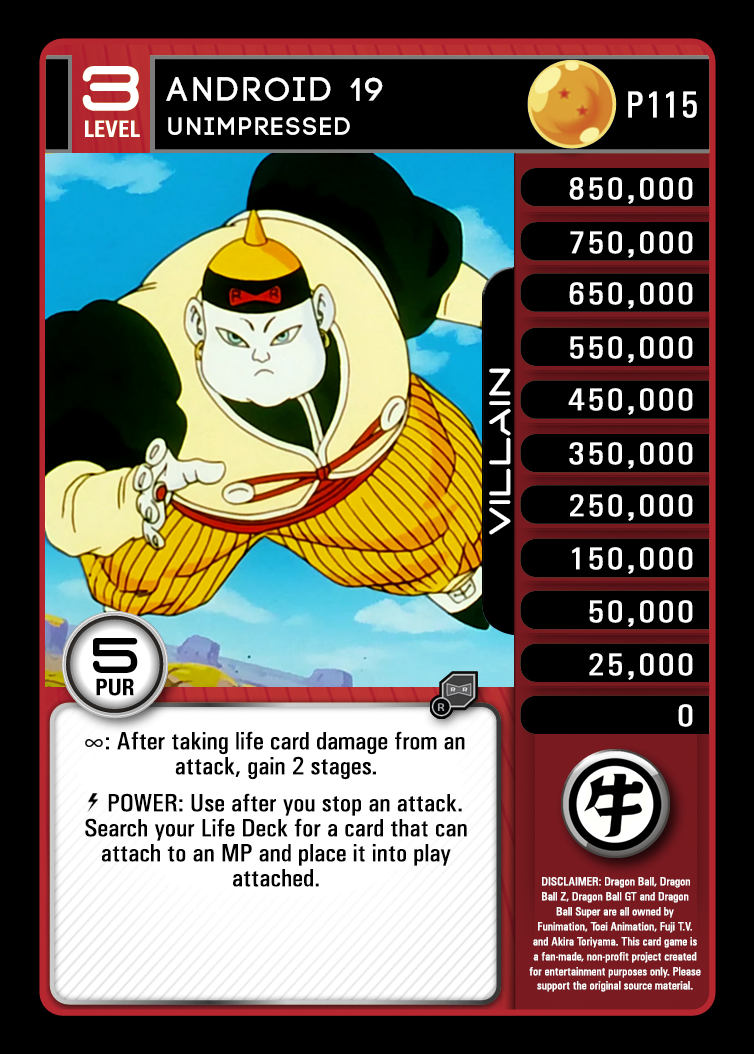 3
LEVEL
ANDROID 19
UNIMPRESSED
P115
850,000
750,000
650,000
550,000
450,000
350,000
250,000
150,000
50,000
25,000
0
VILLAIN
5
PUR
R R
R R
R
∞: After taking life card damage from an
attack, gain 2 stages.
POWER: Use after you stop an attack.
Search your Life Deck for a card that can
attach to an MP and place it into play
attached.
牛
DISCLAIMER: Dragon Ball, Dragon
Ball Z, Dragon Ball GT and Dragon
Ball Super are all owned by
Funimation, Toei Animation, Fuji T.V.
and Akira Toriyama. This card game is
a fan-made, non-profit project created
for entertainment purposes only. Please
support the original source material.